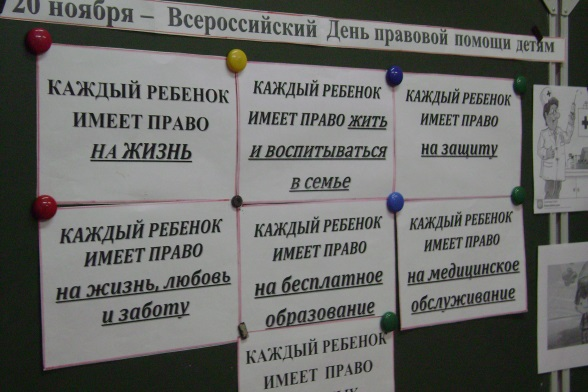 20 ноября – Всероссийский День правовой помощи детям
КАЖДЫЙ РЕБЕНОК
ИМЕЕТ ПРАВО
НА ЖИЗНЬ
КАЖДЫЙ РЕБЕНОК
ИМЕЕТ ПРАВО жить
и воспитываться
в семье
КАЖДЫЙ РЕБЕНОК
ИМЕЕТ ПРАВО
на защиту
КАЖДЫЙ РЕБЕНОК
ИМЕЕТ ПРАВО
на жизнь, любовь
и заботу
КАЖДЫЙ РЕБЕНОК
ИМЕЕТ ПРАВО
на бесплатное
образование
КАЖДЫЙ РЕБЕНОК
ИМЕЕТ ПРАВО
на медицинское
обслуживание
КАЖДЫЙ РЕБЕНОК
ИМЕЕТ ПРАВО